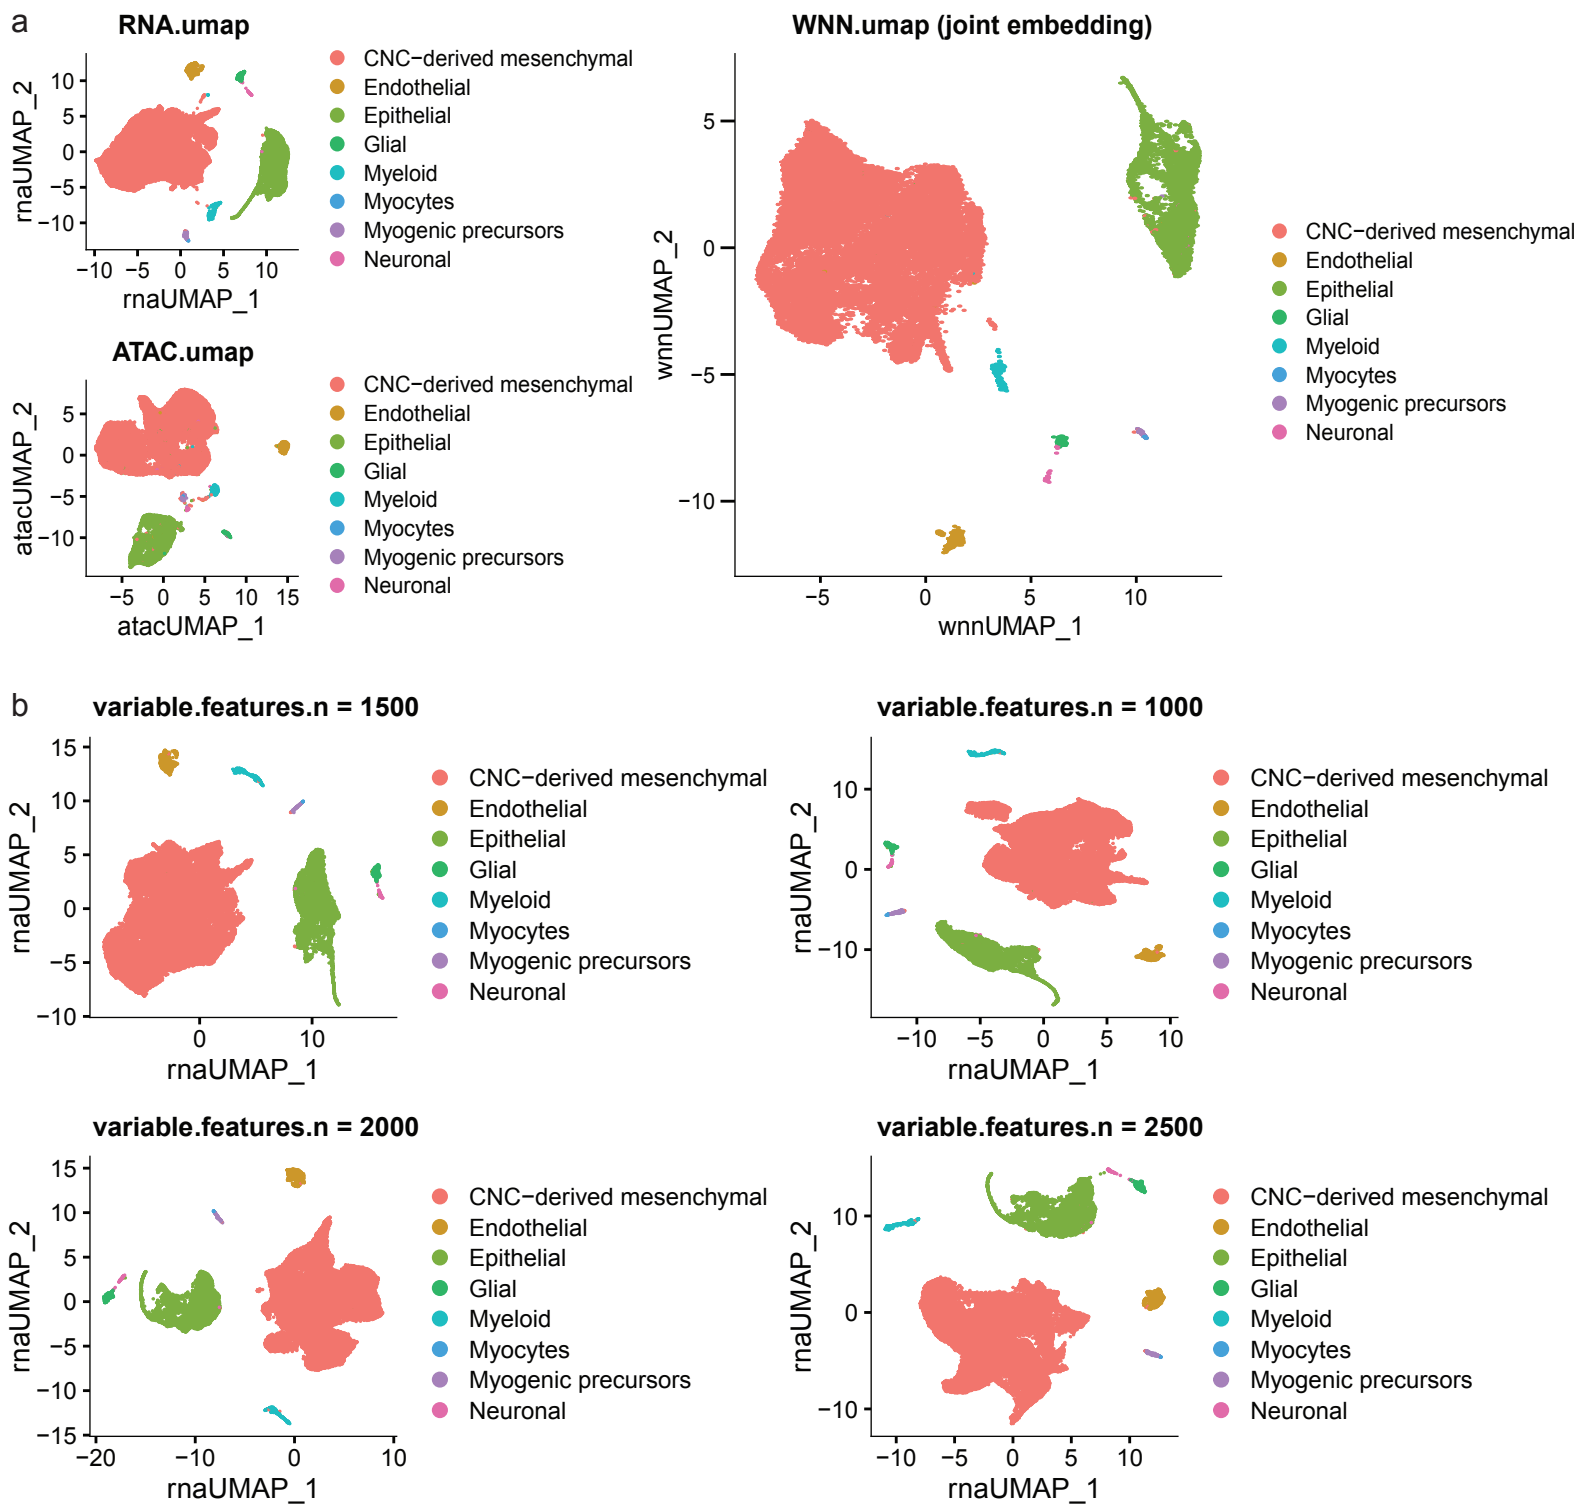 a
RNA.umap
10
5
0
−5
−10
rnaUMAP_2
−10 −5 0 5 10
rnaUMAP_1
CNC−derived mesenchymal
Endothelial
Epithelial
Glial
Myeloid
Myocytes
Myogenic precursors
Neuronal
ATAC.umap
5
0
−5
−10
atacUMAP_2
−5 0 5 10 15
atacUMAP_1
CNC−derived mesenchymal
Endothelial
Epithelial
Glial
Myeloid
Myocytes
Myogenic precursors
Neuronal
WNN.umap (joint embedding)
5
0
−5
−10
wnnUMAP_2
−5 0 5 10
wnnUMAP_1
CNC−derived mesenchymal
Endothelial
Epithelial
Glial
Myeloid
Myocytes
Myogenic precursors
Neuronal
b
variable.features.n = 1500
15
10
5
0
−5
−10
rnaUMAP_2
0 10
rnaUMAP_1
CNC−derived mesenchymal
Endothelial
Epithelial
Glial
Myeloid
Myocytes
Myogenic precursors
Neuronal
variable.features.n = 1000
10
0
−10
rnaUMAP_2
−10 −5 0 5 10
rnaUMAP_1
CNC−derived mesenchymal
Endothelial
Epithelial
Glial
Myeloid
Myocytes
Myogenic precursors
Neuronal
variable.features.n = 2000
15
10
5
0
−5
−10
−15
rnaUMAP_2
−20 −10 0 10
rnaUMAP_1
CNC−derived mesenchymal
Endothelial
Epithelial
Glial
Myeloid
Myocytes
Myogenic precursors
Neuronal
variable.features.n = 2500
10
0
−10
rnaUMAP_2
−10 −5 0 5 10
rnaUMAP_1
CNC−derived mesenchymal
Endothelial
Epithelial
Glial
Myeloid
Myocytes
Myogenic precursors
Neuronal